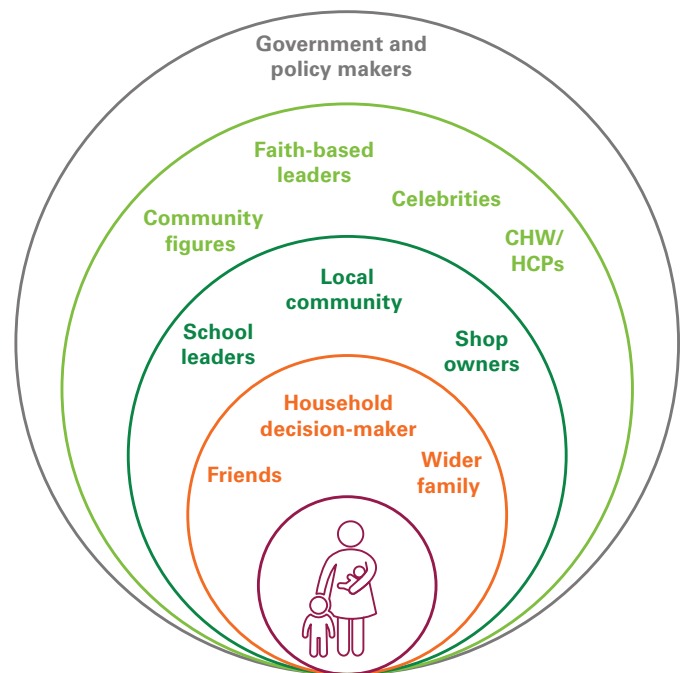 Government and
policy makers
Faith-based
leaders
Celebrities
Community
figures
CHW/
HCPs
Local
community
School
leaders
Shop
owners
Household
decision-maker
Friends
Wider
family